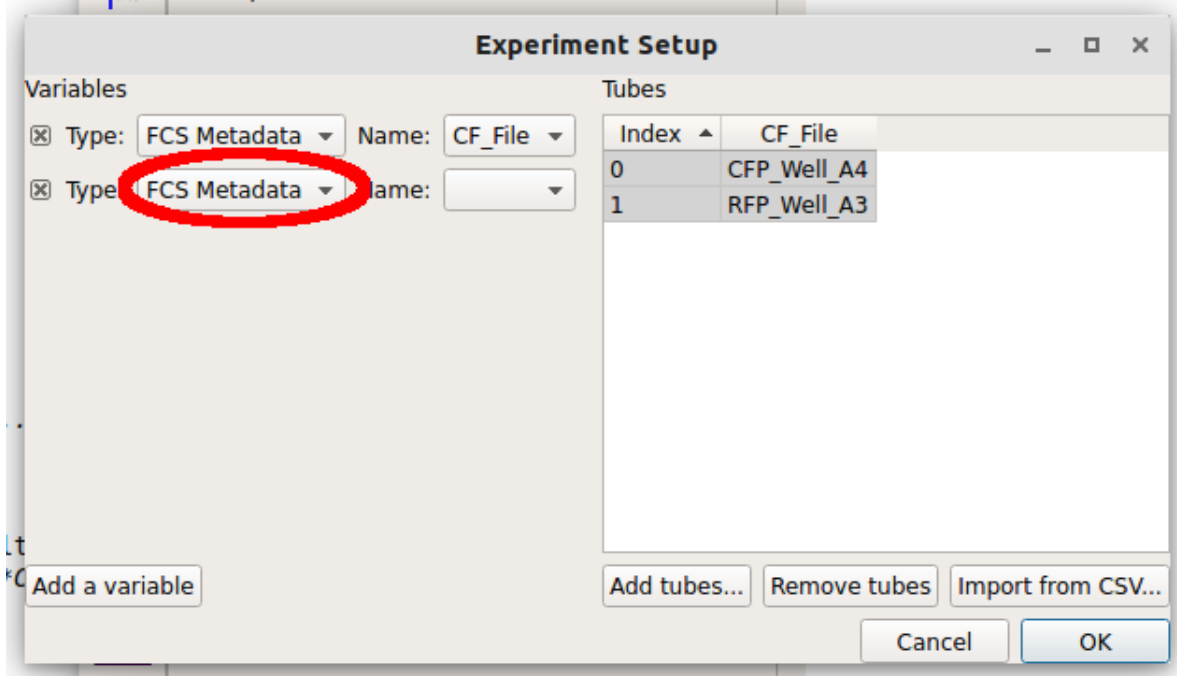 Experiment Setup
Variables
Tubes
Type: FCS Metadata Name: CF_File
Type FCS Metadata
Index CF_File
0 CFP_Well_A4
1 RFP_Well_A3
Add a variable
Add tubes... Remove tubes Import from CSV...
Cancel OK